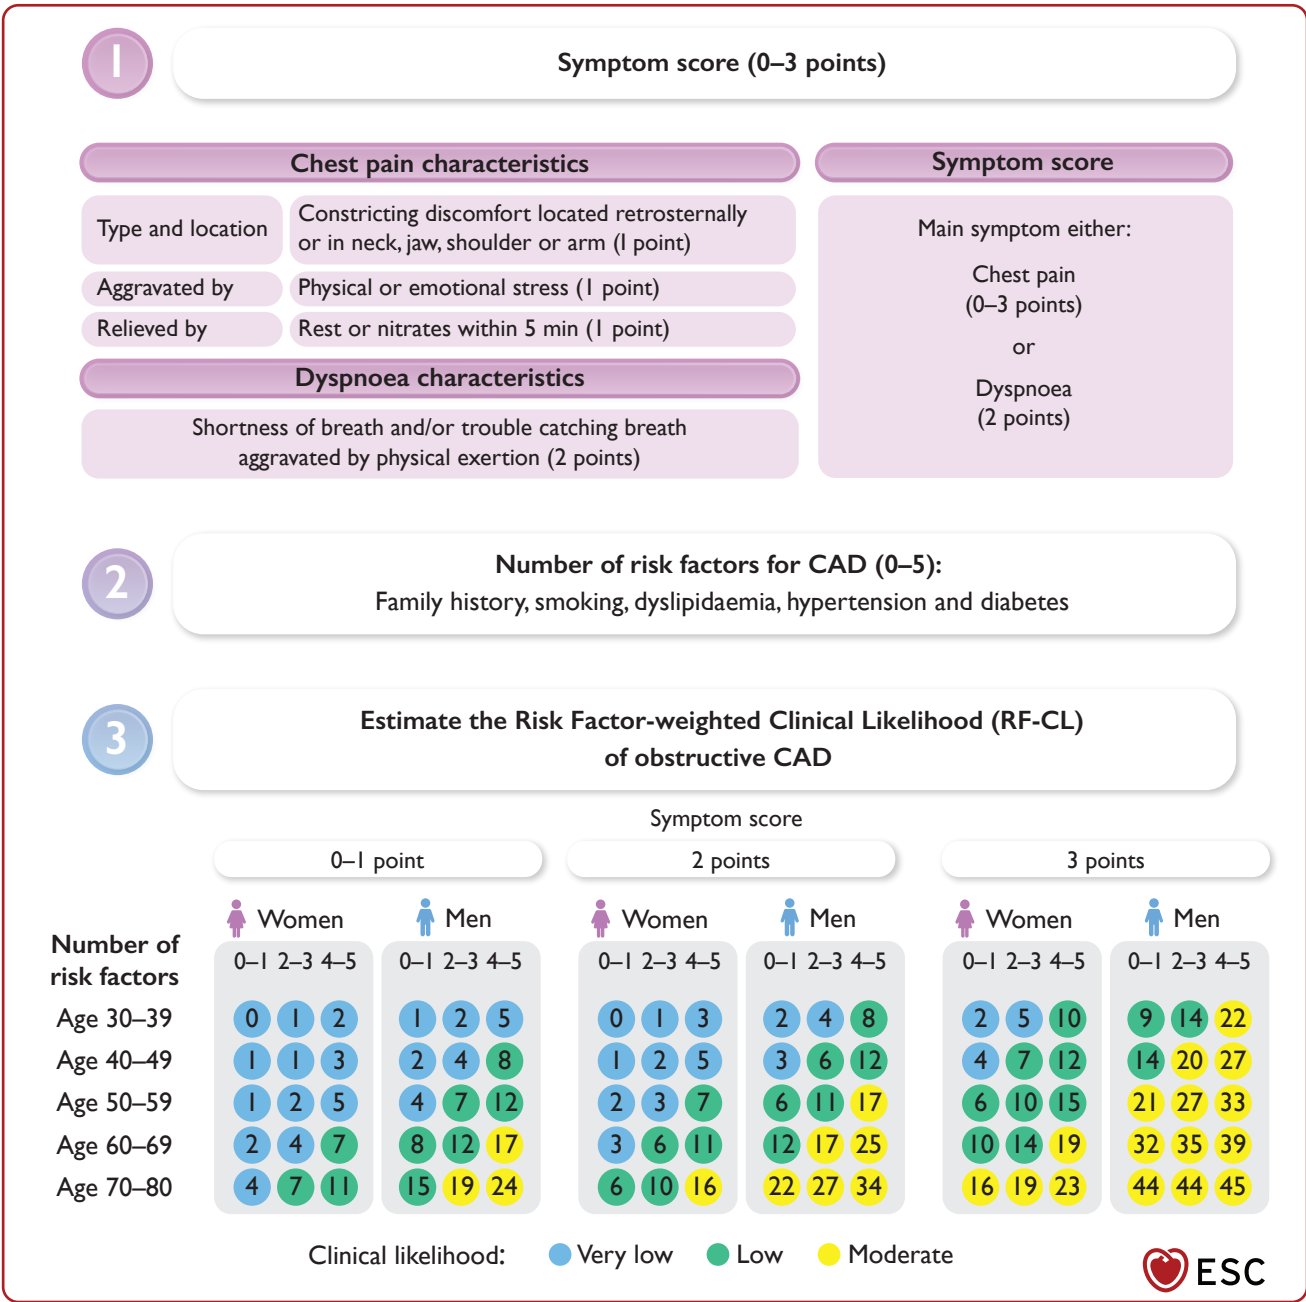 1
Symptom score (0–3 points)
Chest pain characteristics
Type and location
Constricting discomfort located retrosternally
or in neck, jaw, shoulder or arm (1 point)
Aggravated by
Physical or emotional stress (1 point)
Relieved by
Rest or nitrates within 5 min (1 point)
Dyspnoea characteristics
Shortness of breath and/or trouble catching breath
aggravated by physical exertion (2 points)
Symptom score
Main symptom either:
Chest pain
(0–3 points)
or
Dyspnoea
(2 points)
2
Number of risk factors for CAD (0–5):
Family history, smoking, dyslipidaemia, hypertension and diabetes
3
Estimate the Risk Factor-weighted Clinical Likelihood (RF-CL)
of obstructive CAD
Symptom score
0–1 point 2 points 3 points
Women Men Women Men Women Men
Number of
risk factors
0–1 2–3 4–5 0–1 2–3 4–5 0–1 2–3 4–5 0–1 2–3 4–5 0–1 2–3 4–5 0–1 2–3 4–5
Age 30–39 0 1 2 1 2 5 0 1 3 2 4 8 2 5 10 9 14 22
Age 40–49 1 1 3 2 4 8 1 2 5 3 6 12 4 7 12 14 20 27
Age 50–59 1 2 5 4 7 12 2 3 7 6 11 17 6 10 15 21 27 33
Age 60–69 2 4 7 8 12 17 3 6 11 12 17 25 10 14 19 32 35 39
Age 70–80 4 7 11 15 19 24 6 10 16 22 27 34 16 19 23 44 44 45
Clinical likelihood: Very low Low Moderate
ESC